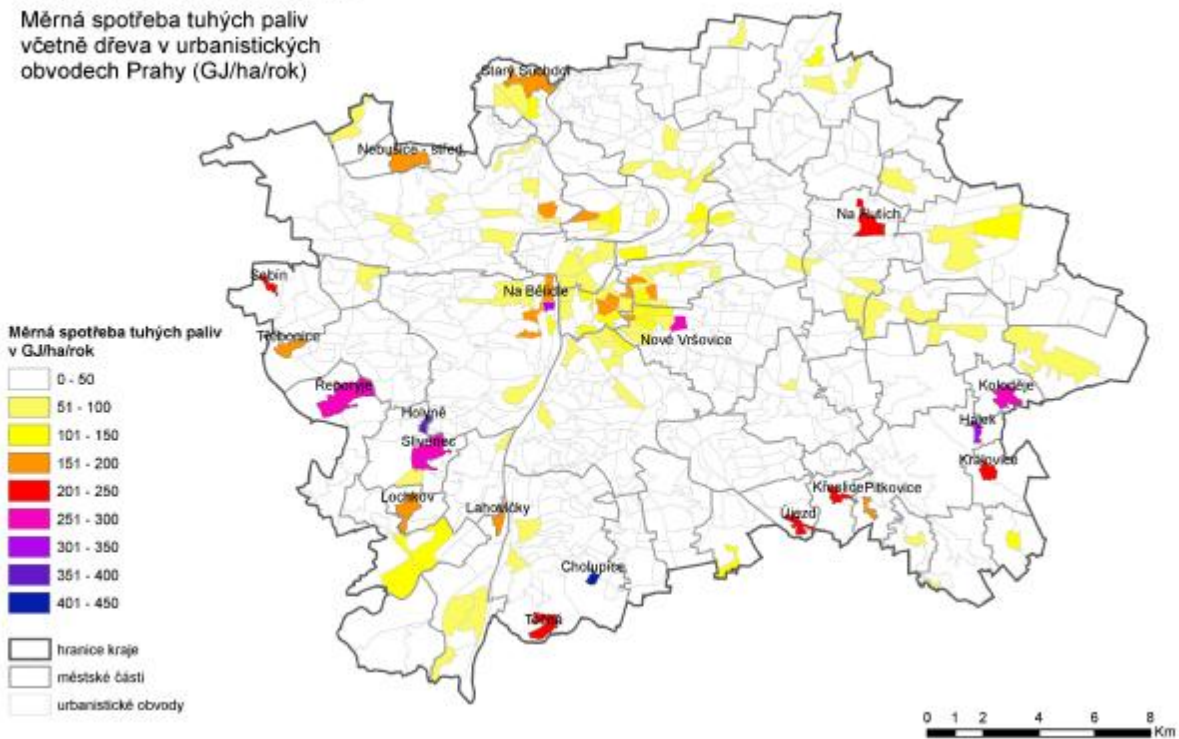 Měrná spotřeba tuhých paliv
včetně dřeva v urbanistických
obvodech Prahy (GJ/ha/rok)
Starý Suchdol
Nebušice - střed
Na Hutích
Sobín
Na Bělidle
Třebonice
Nové Vršovice
Řeporyje
Koloděje
Holyně
Hájek
Slivenec
Královice
Křeslice
Pitkovice
Lochkov
Lahovičky
Újezd
Cholupice
Točná
Měrná spotřeba tuhých paliv
v GJ/ha/rok
0 - 50
51 - 100
101 - 150
151 - 200
201 - 250
251 - 300
301 - 350
351 - 400
401 - 450
hranice kraje
městské části
urbanistické obvody
0 1 2 4 6 8
Km